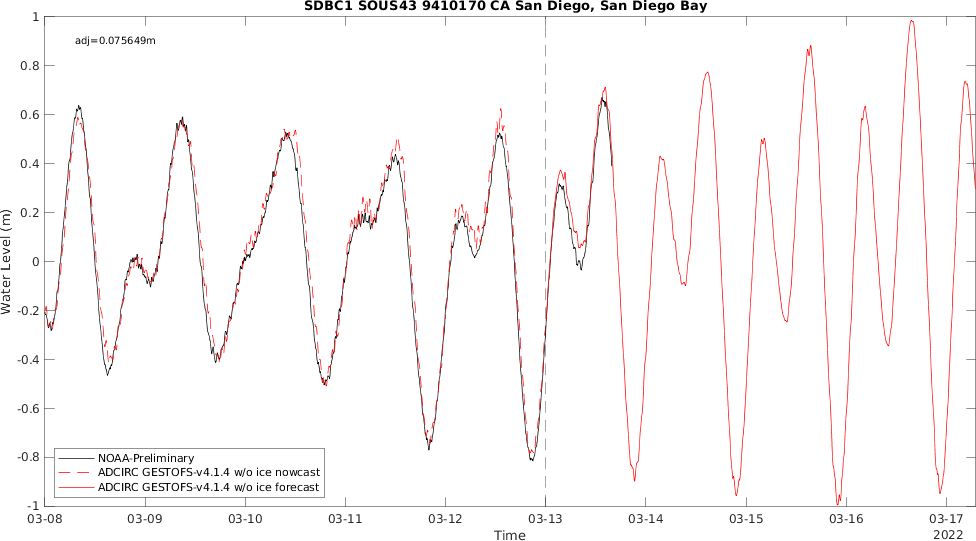 SDBC1 SOUS43 9410170 CA San Diego, San Diego Bay
adj=0.075649m
1
0.8
0.6
0.4
0.2
0
-0.2
-0.4
-0.6
-0.8
-1
Water Level (m)
NOAA-Preliminary
ADCIRC GESTOFS-v4.1.4 w/o ice nowcast
ADCIRC GESTOFS-v4.1.4 w/o ice forecast
03-08 03-09 03-10 03-11 03-12 03-13 03-14 03-15 03-16 03-17
Time
2022